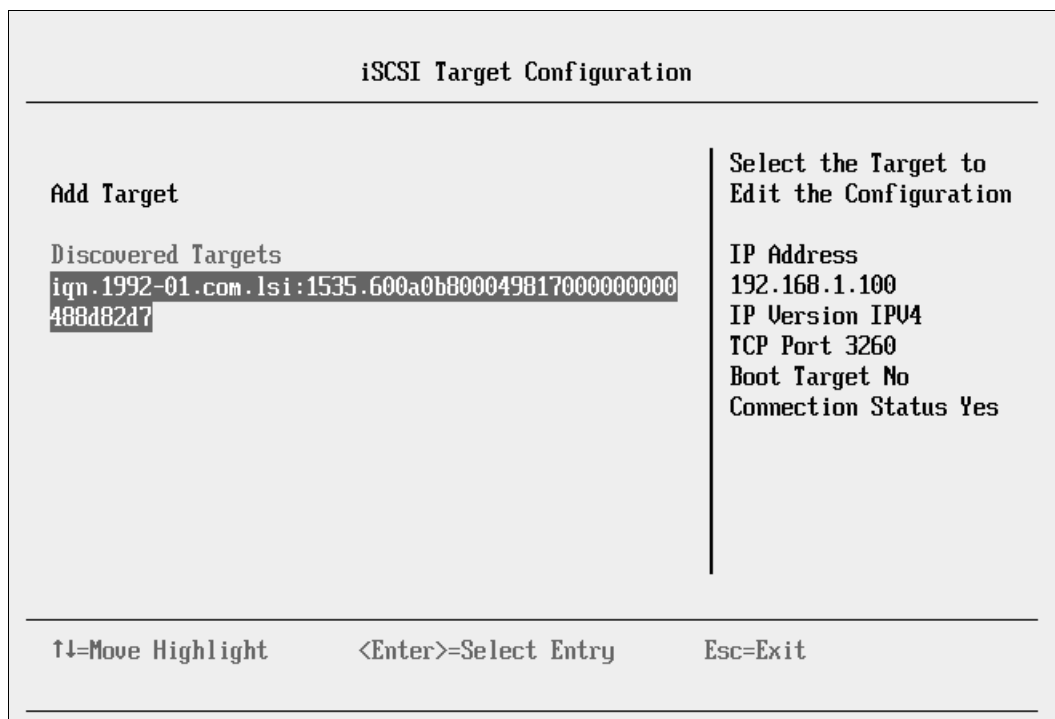 iSCSI Target Configuration
Add Target
Discovered Targets
iqn.1992-01.com.lsi:1535.600a0b800049817000000000
488d82d7
Select the Target to
Edit the Configuration
IP Address
192.168.1.100
IP Version IPV4
TCP Port 3260
Boot Target No
Connection Status Yes
↑↓=Move Highlight <Enter>=Select Entry Esc=Exit